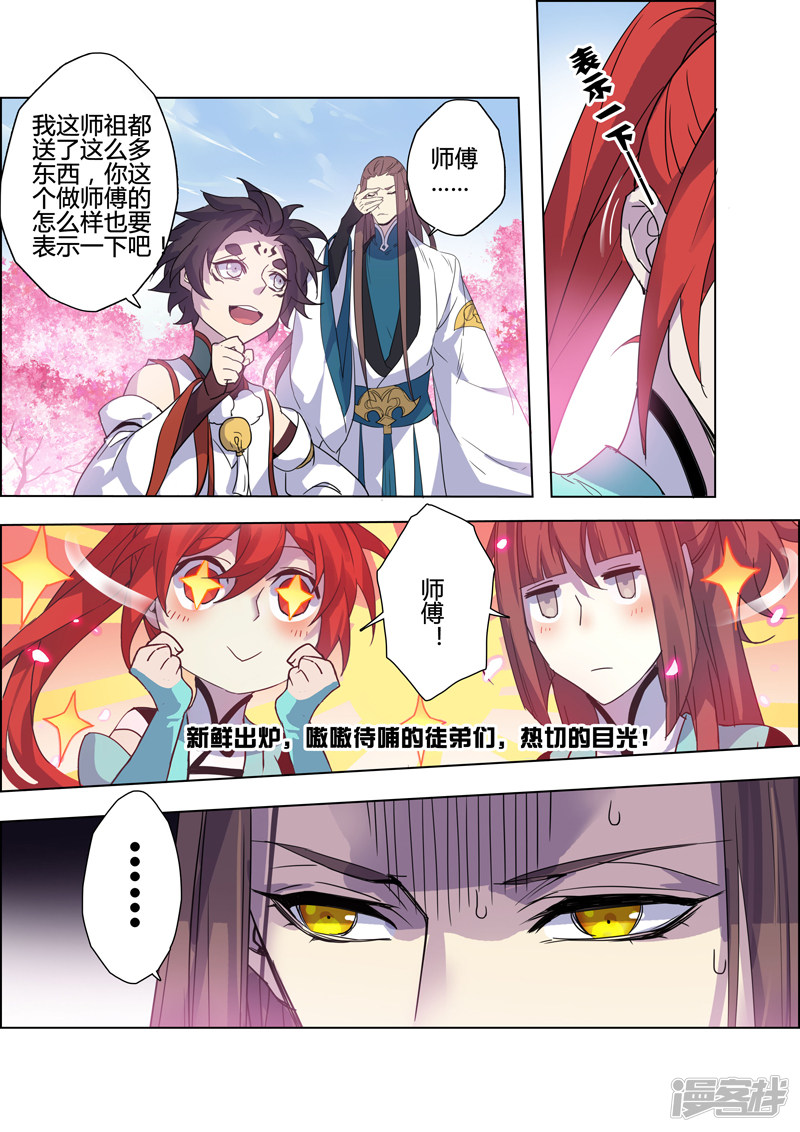 我这师祖都
送了这么多
东西，你这
个做师傅的
怎么样也要
表示一下吧！
师傅
……
表示一下——
师傅！
新鲜出炉，嗷嗷待哺的徒弟们，热切的目光！
……
漫客栈